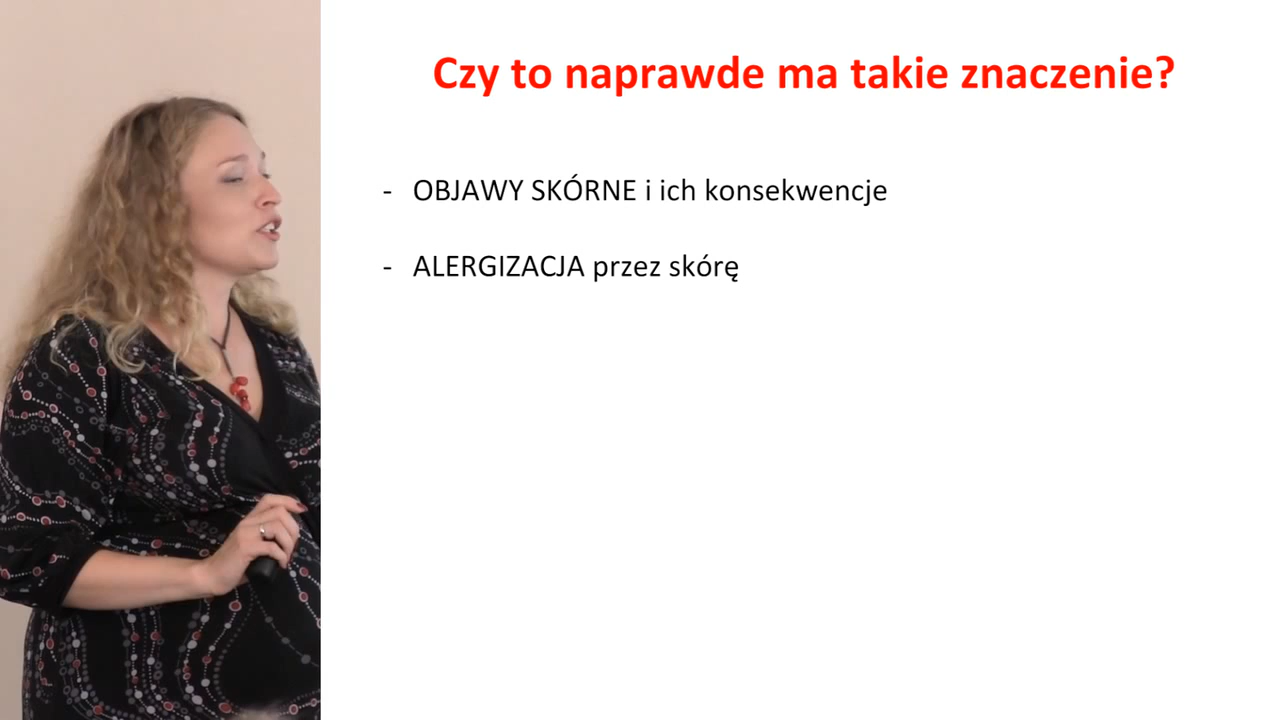 Czy to naprawde ma takie znaczenie?
- OBJAWY SKÓRNE i ich konsekwencje
- ALERGIZACJA przez skórę